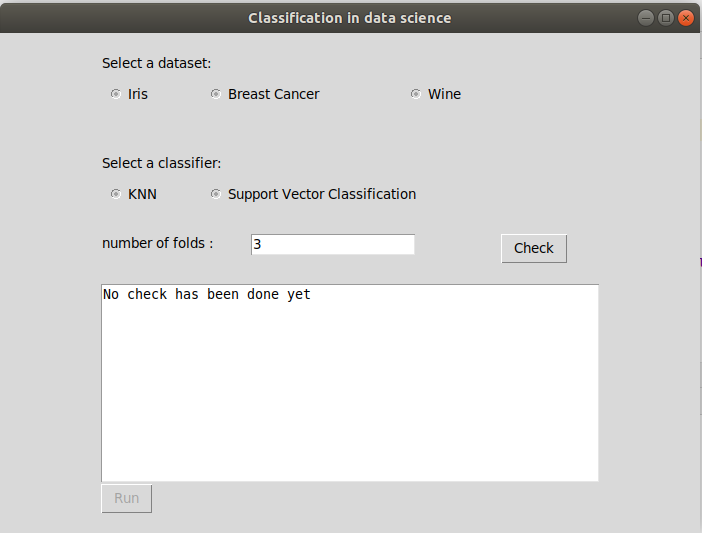 Classification in data science
Select a dataset:
Iris Breast Cancer Wine
Select a classifier:
KNN Support Vector Classification
number of folds : 3 Check
No check has been done yet
Run